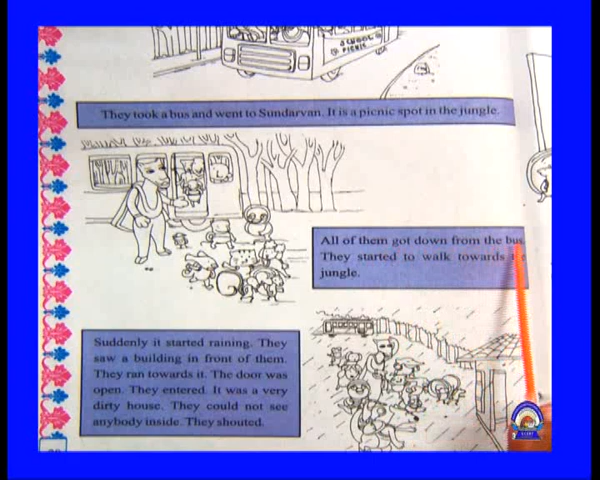 SCHOOL
PICNIC
They took a bus and went to Sundarvan. It is a picnic spot in the jungle.
All of them got down from the bus.
They started to walk towards
jungle.
Suddenly it started raining. They
saw a building in front of them.
They ran towards it. The door was
open. They entered. It was a very
dirty house. They could not see
anybody inside. They shouted.